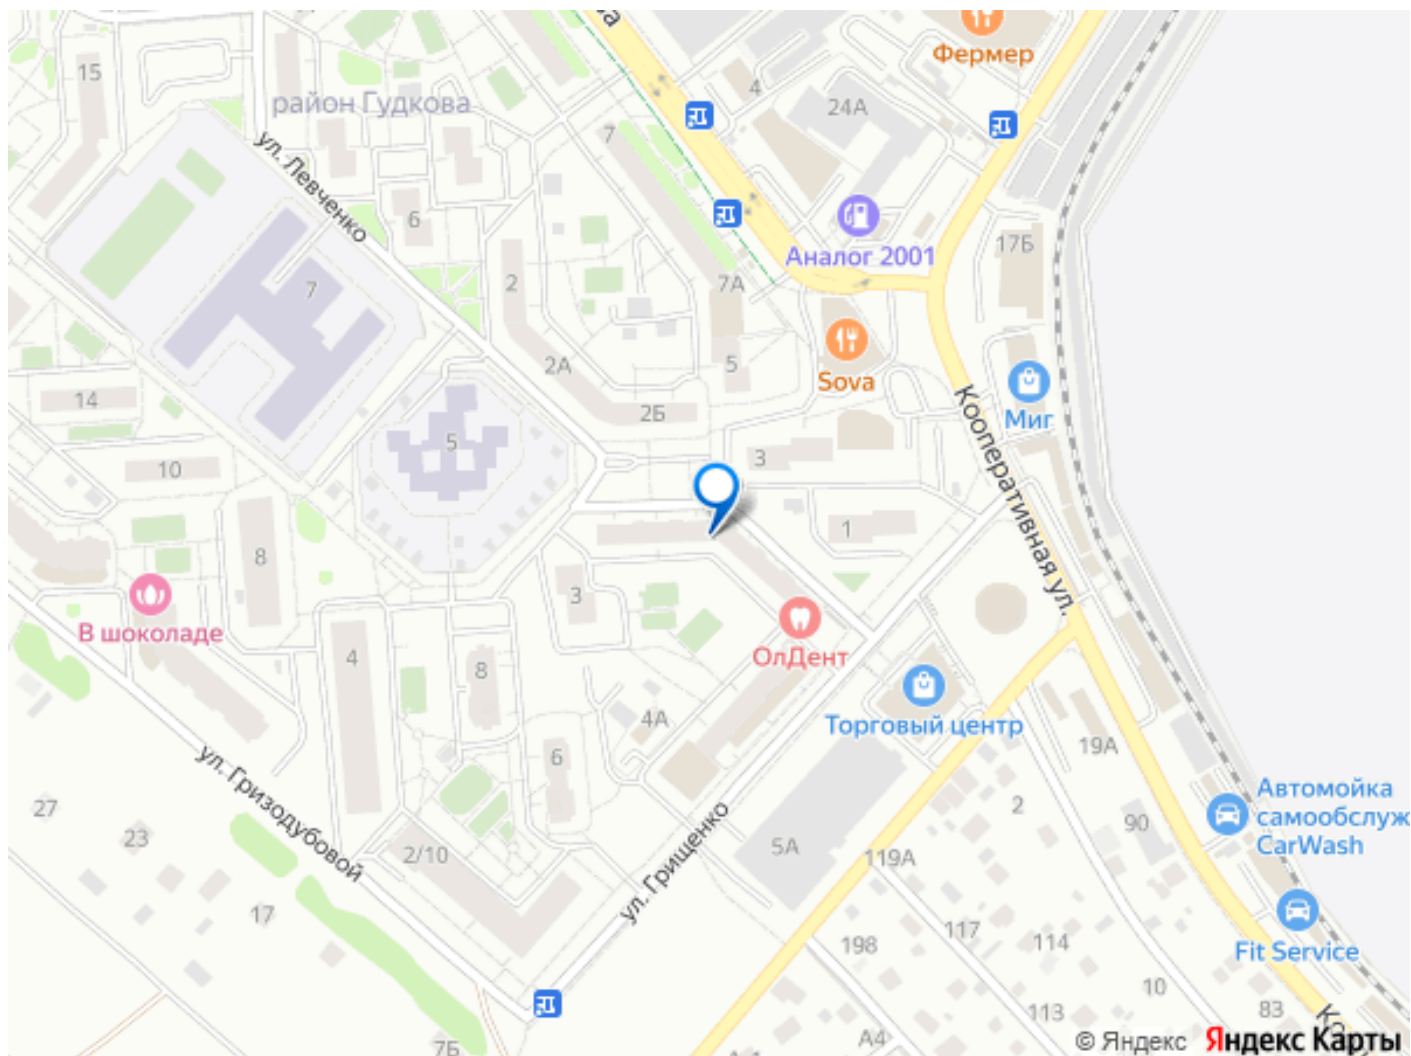 Фермер
15
4
район Гудкова
24А
7
ул. Левченко
6
Аналог 2001
17Б
7
2
7А
2А
5
Sova
14
2Б
Миг
5
3
10
Кооперативная ул.
1
8
3
В шоколаде
ОлДент
4
8
4А
Торговый центр
19А
6
ул. Гризодубовой
27
2
Автомойка
самообслуж
CarWash
23
90
2/10
5А
119А
ул. Грищенко
17
117
198
114
Fit Service
10
113
83
А4
7Б
© Яндекс Яндекс Карты